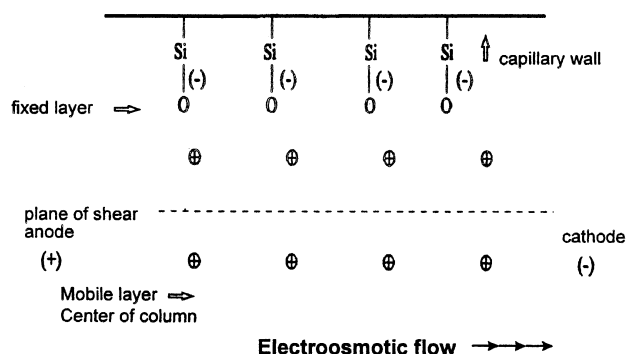 Si Si Si Si
capillary wall
(-) (-) (-) (-)
fixed layer O O O O
⊕ ⊕ ⊕ ⊕
plane of shear
anode
cathode
(+) ⊕ ⊕ ⊕ ⊕ (-)
Mobile layer
Center of column
Electroosmotic flow